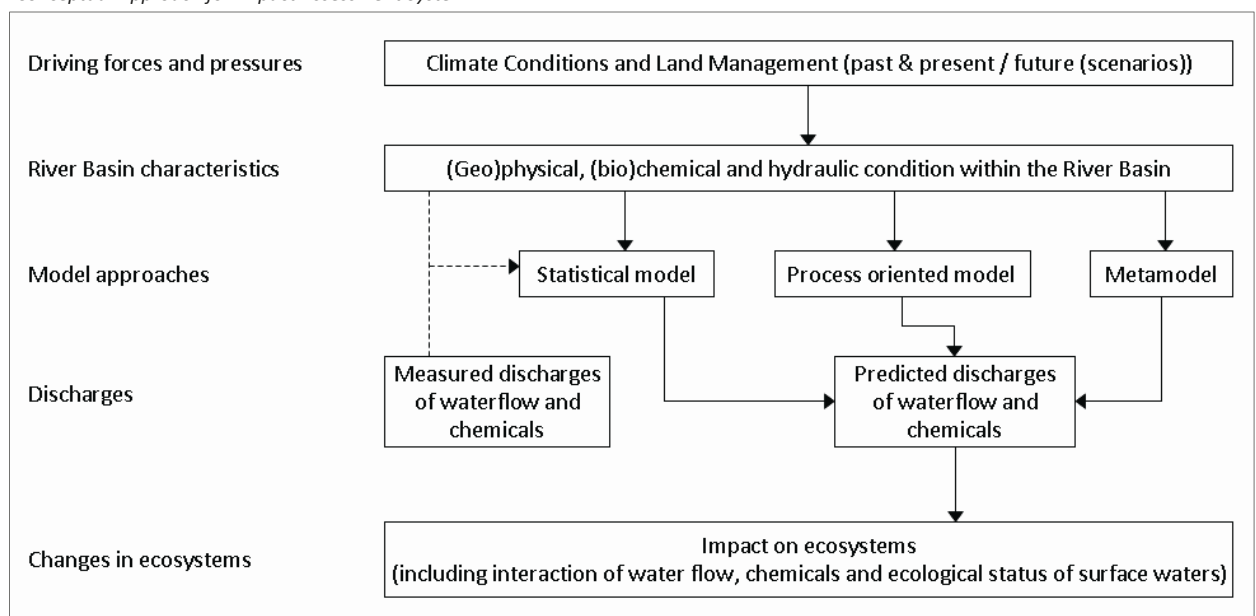 Driving forces and pressures
Climate Conditions and Land Management (past & present / future (scenarios))
River Basin characteristics
(Geo)physical, (bio)chemical and hydraulic condition within the River Basin
Model approaches
Statistical model
Process oriented model
Metamodel
Discharges
Measured discharges
of waterflow and
chemicals
Predicted discharges
of waterflow and
chemicals
Changes in ecosystems
Impact on ecosystems
(including interaction of water flow, chemicals and ecological status of surface waters)